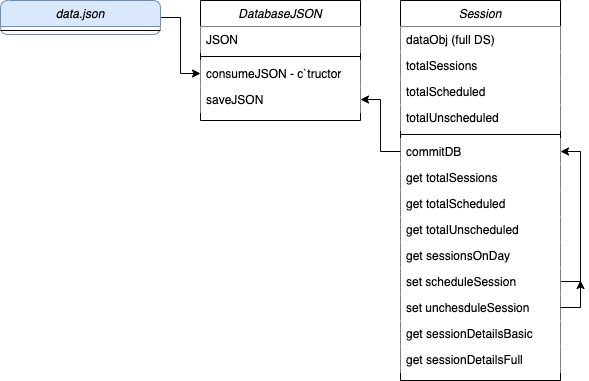 data.json
DatabaseJSON
JSON
consumeJSON - c`tructor
saveJSON
Session
dataObj (full DS)
totalSessions
totalScheduled
totalUnscheduled
commitDB
get totalSessions
get totalScheduled
get totalUnscheduled
get sessionsOnDay
set scheduleSession
set unchesduleSession
get sessionDetailsBasic
get sessionDetailsFull